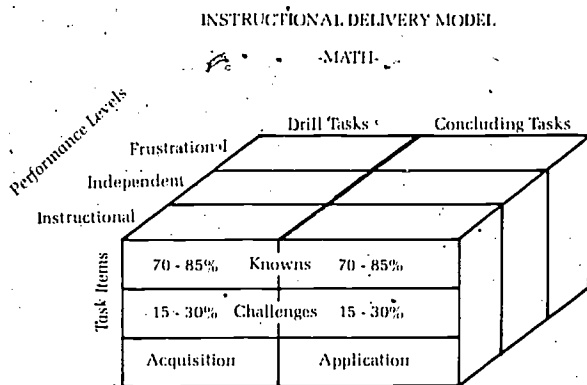 INSTRUCTIONAL DELIVERY MODEL
-MATH-
Performance Levels
Drill Tasks
Concluding Tasks
Frustrational
Independent
Instructional
Task Items
70 - 85% Knowns 70 - 85%
15 - 30% Challenges 15 - 30%
Acquisition Application